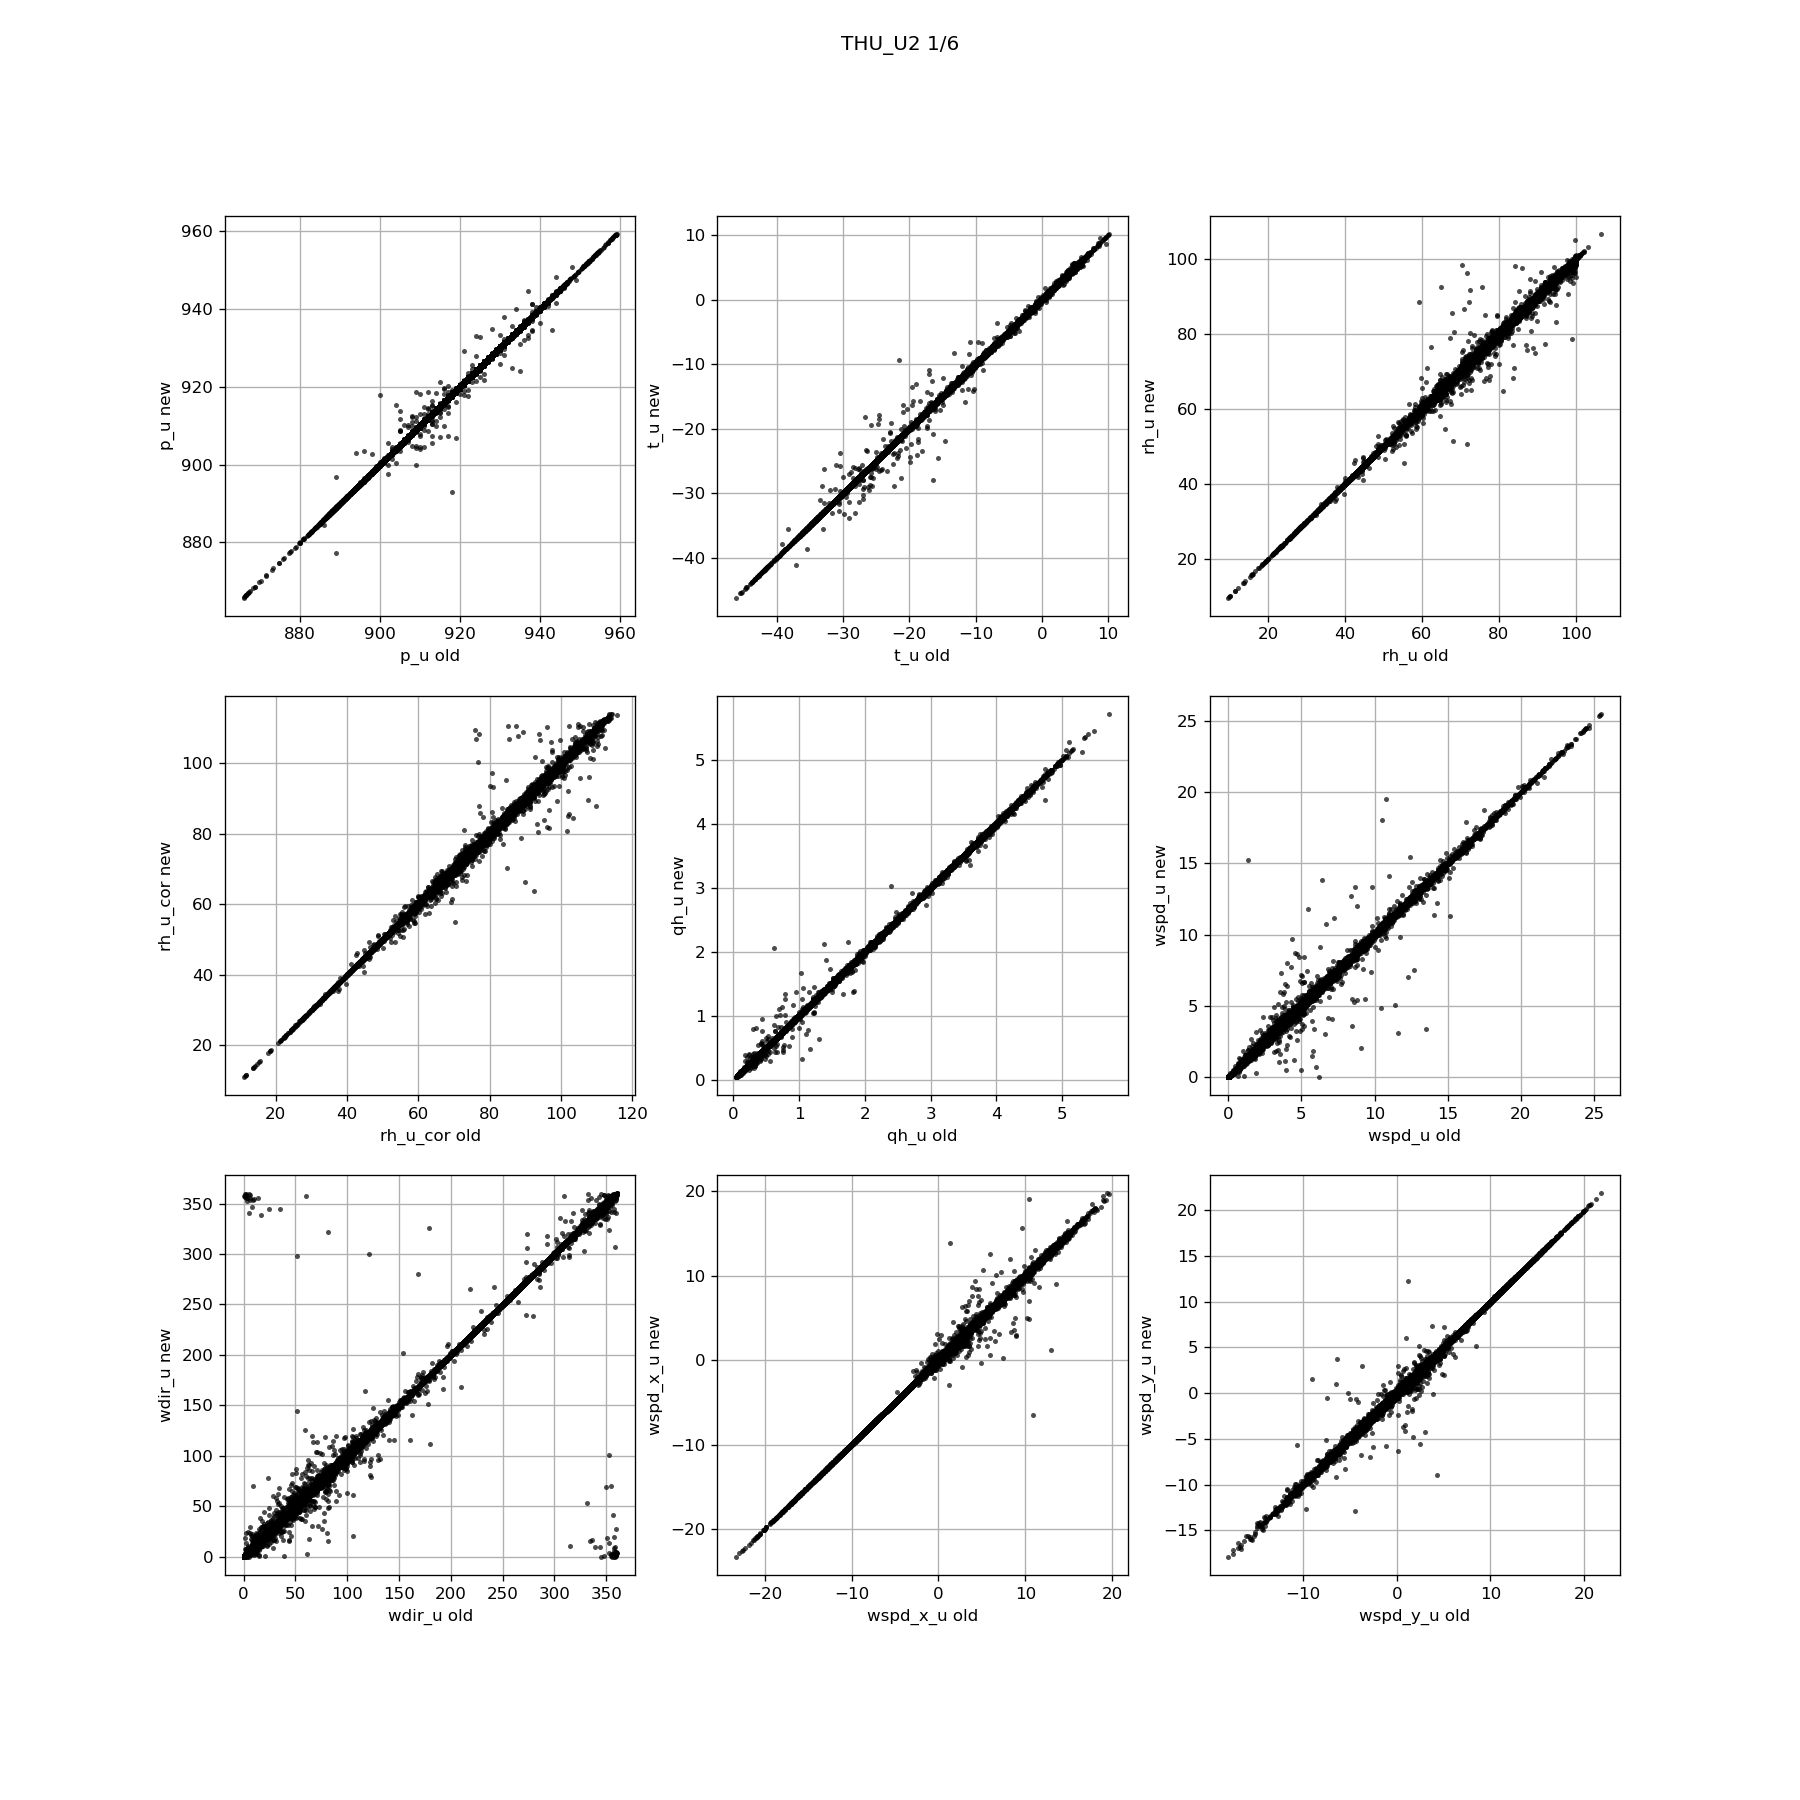 THU_U2 1/6
960
940
920
900
880
p_u new
880 900 920 940 960
p_u old
10
0
−10
−20
−30
−40
t_u new
−40 −30 −20 −10 0 10
t_u old
100
80
60
40
20
rh_u new
20 40 60 80 100
rh_u old
100
80
60
40
20
rh_u_cor new
20 40 60 80 100 120
rh_u_cor old
5
4
3
2
1
0
qh_u new
0 1 2 3 4 5
qh_u old
25
20
15
10
5
0
wspd_u new
0 5 10 15 20 25
wspd_u old
350
300
250
200
150
100
50
0
wdir_u new
0 50 100 150 200 250 300 350
wdir_u old
20
10
0
−10
−20
wspd_x_u new
−20 −10 0 10 20
wspd_x_u old
20
15
10
5
0
−5
−10
−15
wspd_y_u new
−10 0 10 20
wspd_y_u old